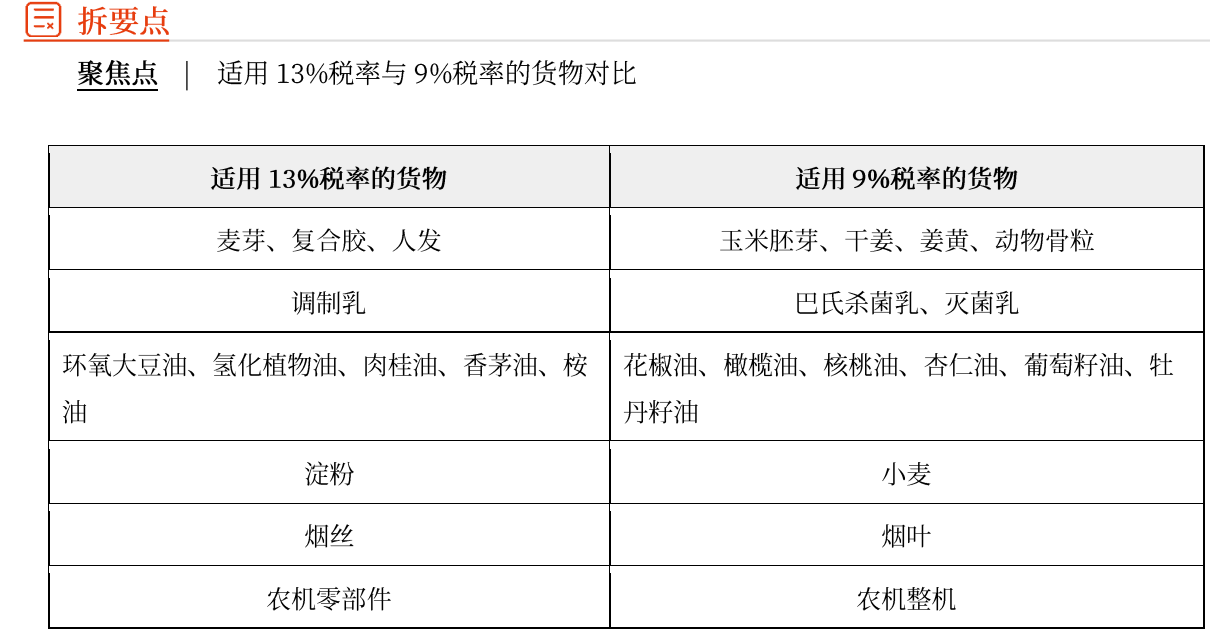 拆要点
聚焦点 | 适用 13%税率与 9%税率的货物对比
适用 13%税率的货物 适用 9%税率的货物
麦芽、复合胶、人发 玉米胚芽、干姜、姜黄、动物骨粒
调制乳 巴氏杀菌乳、灭菌乳
环氧大豆油、氢化植物油、肉桂油、香茅油、桉 花椒油、橄榄油、核桃油、杏仁油、葡萄籽油、牡
油 丹籽油
淀粉 小麦
烟丝 烟叶
农机零部件 农机整机